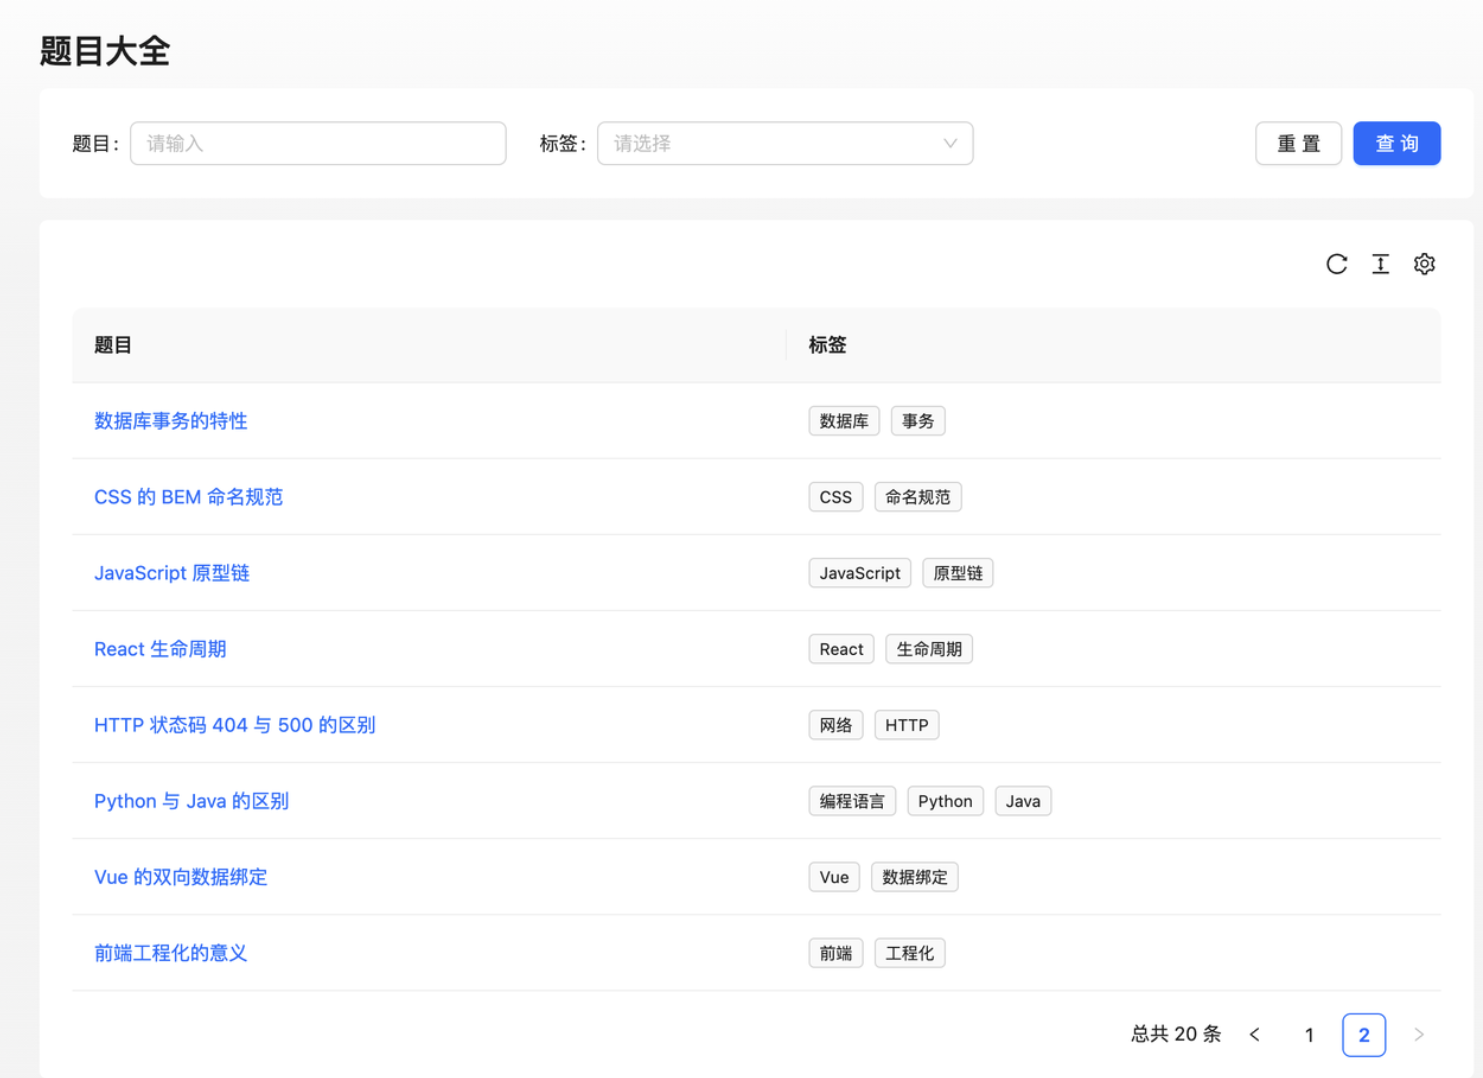 题目大全
题目： 请输入 标签： 请选择 重 置 查 询
题目 标签
数据库事务的特性 数据库 事务
CSS 的 BEM 命名规范 CSS 命名规范
JavaScript 原型链 JavaScript 原型链
React 生命周期 React 生命周期
HTTP 状态码 404 与 500 的区别 网络 HTTP
Python 与 Java 的区别 编程语言 Python Java
Vue 的双向数据绑定 Vue 数据绑定
前端工程化的意义 前端 工程化
总共 20 条 < 1 2 >